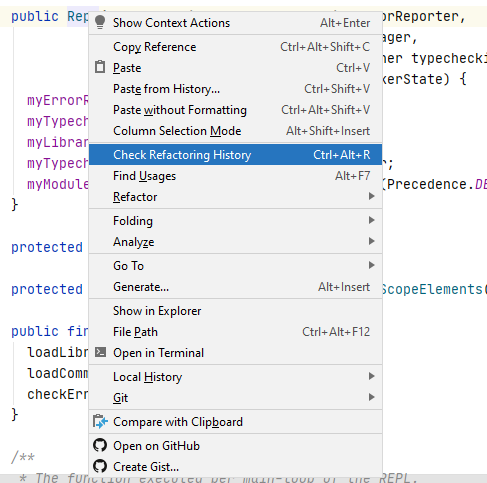 public Rep orReporter,
ager,
ner typechecki
kerState) {
myErrorR
myTypech
myLibrar
myTypech r;
myModule (Precedence.DE
}
protected
protected ScopeElements(
public fin
loadLibr
loadComm
checkErr
}
/**
* The function executed per main-loop of the REPL.
Show Context Actions Alt+Enter
Copy Reference Ctrl+Alt+Shift+C
Paste Ctrl+V
Paste from History... Ctrl+Shift+V
Paste without Formatting Ctrl+Alt+Shift+V
Column Selection Mode Alt+Shift+Insert
Check Refactoring History Ctrl+Alt+R
Find Usages Alt+F7
Refactor
Folding
Analyze
Go To
Generate... Alt+Insert
Show in Explorer
File Path Ctrl+Alt+F12
Open in Terminal
Local History
Git
Compare with Clipboard
Open on GitHub
Create Gist...